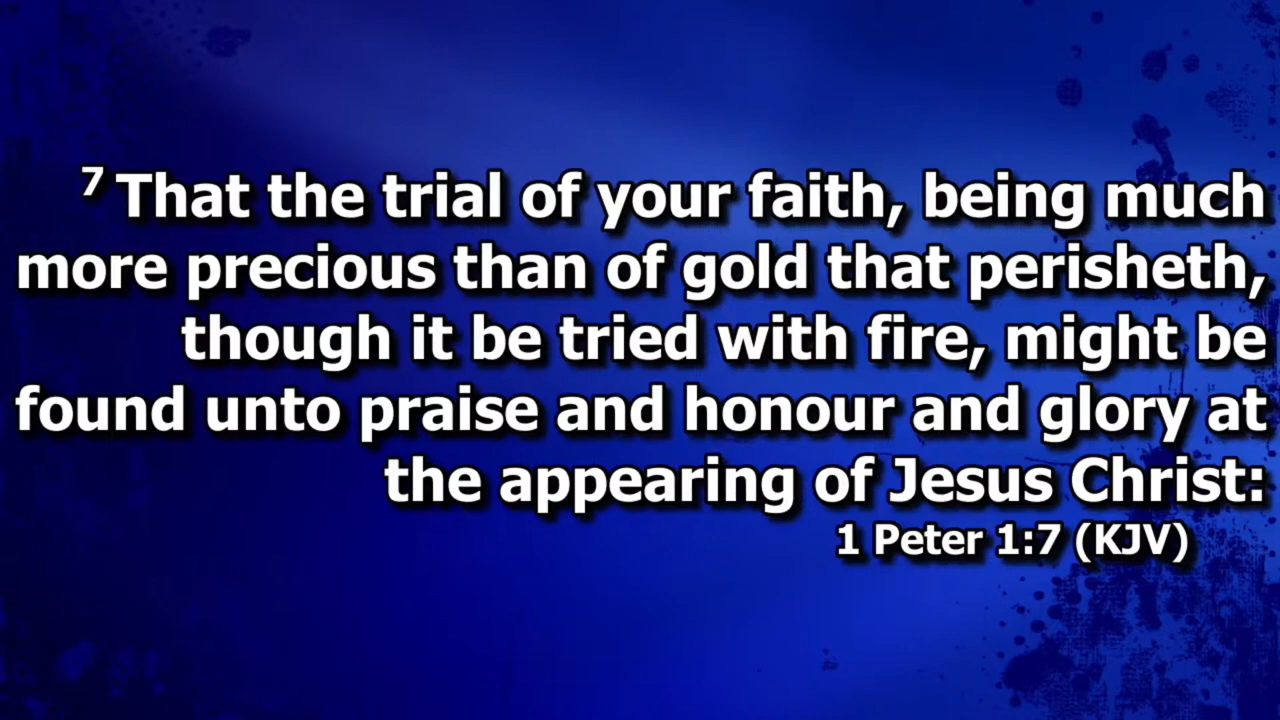 7 That the trial of your faith, being much
more precious than of gold that perisheth,
though it be tried with fire, might be
found unto praise and honour and glory at
the appearing of Jesus Christ:
1 Peter 1:7 (KJV)